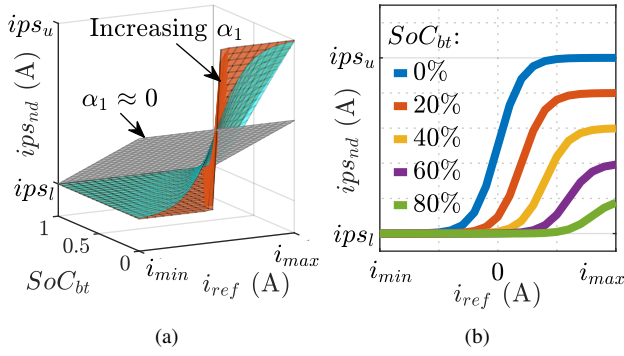 ips_u
Increasing α_1
α_1 ≈ 0
ips_nd (A)
ips_l
1
0.5
0
SoC_bt
i_min
i_ref (A)
i_max
(a)
ips_u
ips_nd (A)
ips_l
SoC_bt:
0%
20%
40%
60%
80%
i_min
0
i_max
i_ref (A)
(b)